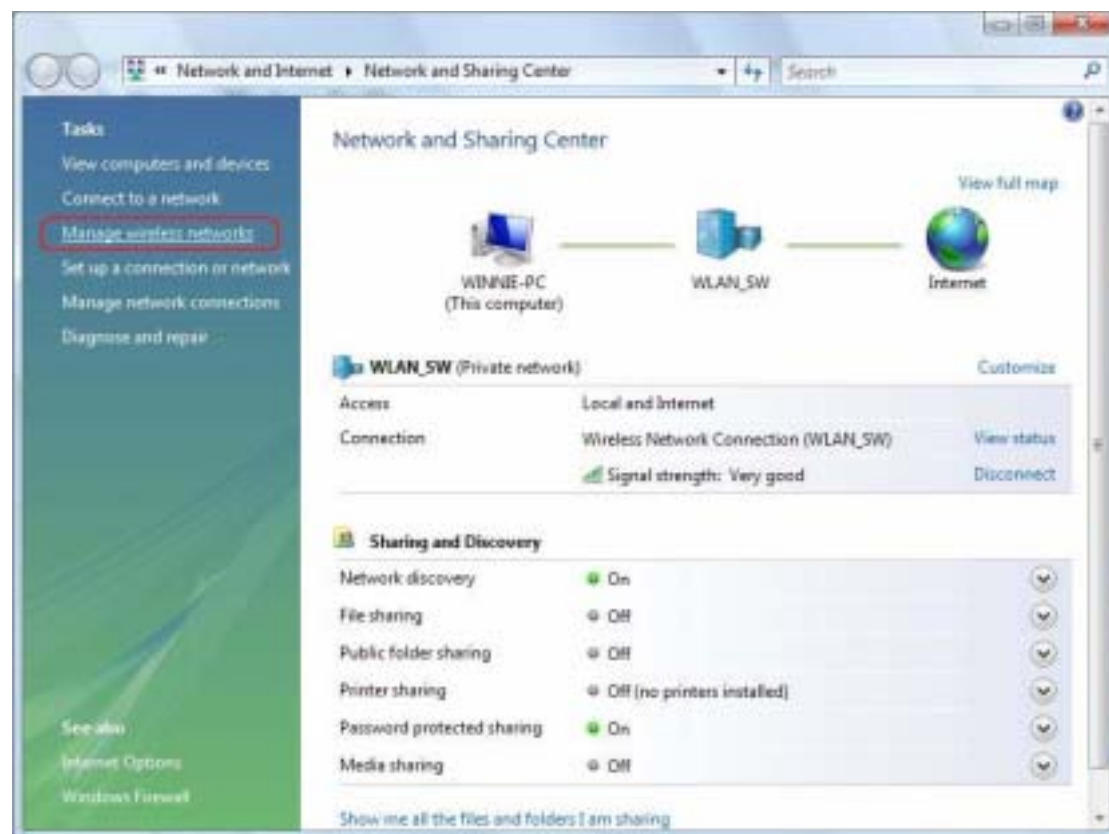 « Network and Internet ▸ Network and Sharing Center
Search
Tasks
View computers and devices
Connect to a network
Manage wireless networks
Set up a connection or network
Manage network connections
Diagnose and repair
See also
Internet Options
Windows Firewall
Network and Sharing Center
View full map
WINNIE-PC
(This computer)
WLAN_SW
Internet
WLAN_SW (Private network) Customize
Access Local and Internet
Connection Wireless Network Connection (WLAN_SW) View status
Signal strength: Very good Disconnect
Sharing and Discovery
Network discovery On
File sharing Off
Public folder sharing Off
Printer sharing Off (no printers installed)
Password protected sharing On
Media sharing Off
Show me all the files and folders I am sharing